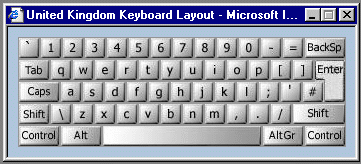 United Kingdom Keyboard Layout - Microsoft I...
` 1 2 3 4 5 6 7 8 9 0 - = BackSp
Tab q w e r t y u i o p [ ] Enter
Caps a s d f g h j k l ; ' #
Shift \ z x c v b n m , . / Shift
Control Alt AltGr Control